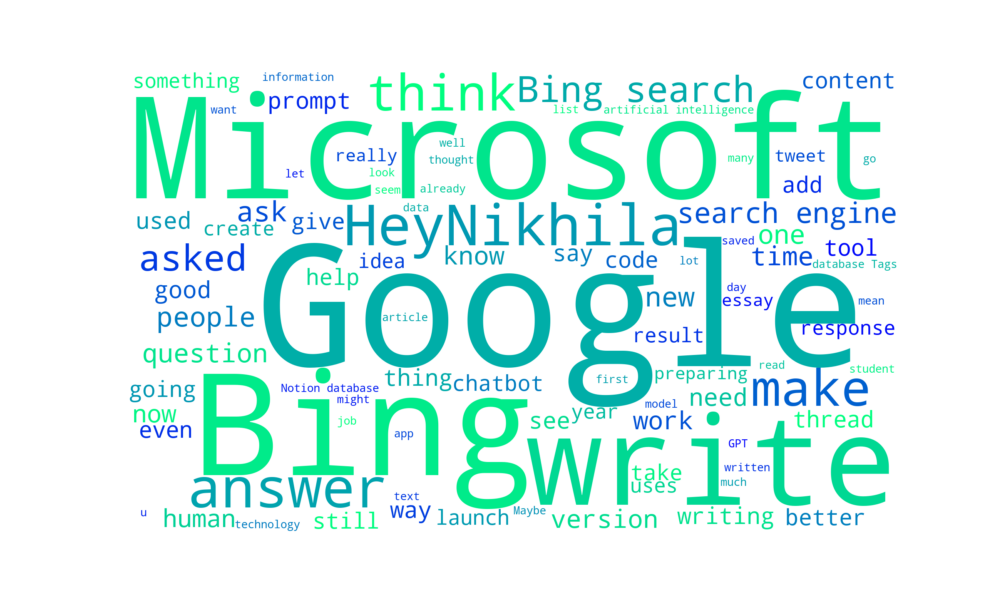 something
information
think
Bing search
content
want
prompt
list
artificial intelligence
Microsoft
well
really
thought
many
tweet
go
let
look
seem
already
add
used
create
ask
give
data
HeyNikhila
search engine
asked
idea
know
say
code
saved
one
time
tool
lot
database Tags
help
good
Google
new
day
essay
mean
people
article
result
response
question
going
thing
chatbot
first
preparing
read
student
Notion database
might
now
even
Bing
job
app
see
year
model
work
need
make
thread
GPT
write
answer
take
uses
written
much
u
human
technology
still
text
way
launch
Maybe
version
writing
better